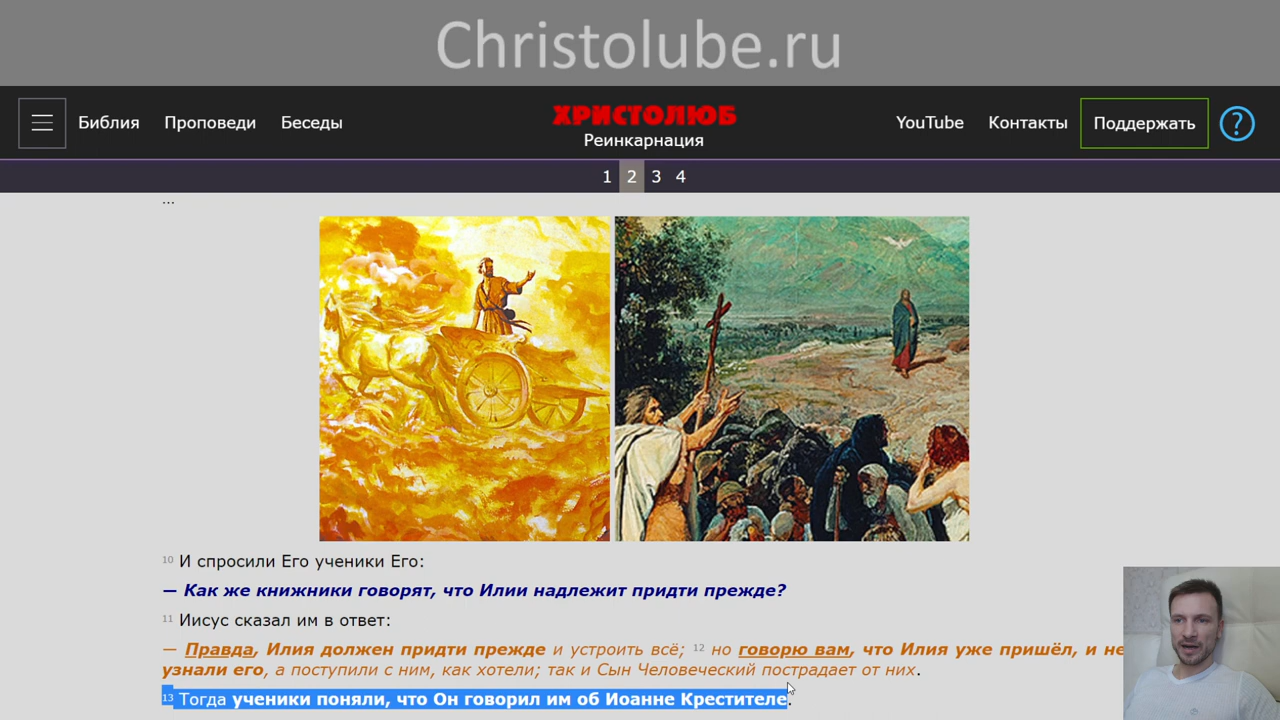 Christolube.ru
Библия Проповеди Беседы ХРИСТОЛЮБ YouTube Контакты Поддержать ?
Реинкарнация
1 2 3 4
...
10 И спросили Его ученики Его:
— Как же книжники говорят, что Илии надлежит придти прежде?
11 Иисус сказал им в ответ:
— Правда, Илия должен придти прежде и устроить всё; 12 но говорю вам, что Илия уже пришёл, и не
узнали его, а поступили с ним, как хотели; так и Сын Человеческий пострадает от них.
13 Тогда ученики поняли, что Он говорил им об Иоанне Крестителе.